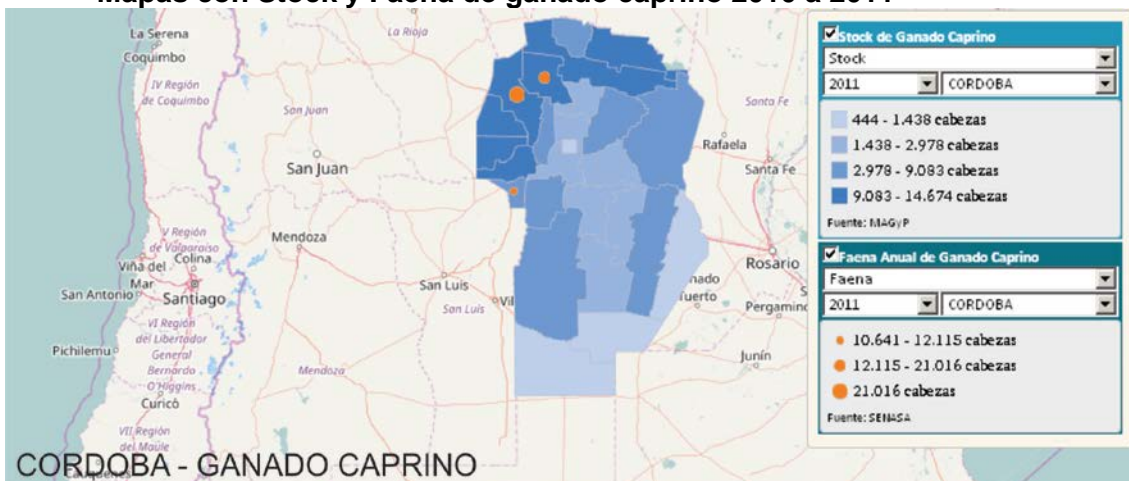 Mapas con Stock y Faena de ganado caprino 2010 a 2011
La Serena
La Rioja
Coquimbo
IV Región
de Coquimbo
San Juan
Santa Fe
Rafaela
San Juan
Santa Fe
V Región
de Valparaíso
Mendoza
Colina
Viña del
Mar
Rosario
San Luis
nado
San Antonio
Santiago
San Luis
Vil
uerto
Pergamino
VI Región
del Libertador
General
Bernardo
O'Higgins
Pichilemu
Mendoza
Junín
Curicó
VII Región
del Maule
Cauquenes
CORDOBA - GANADO CAPRINO
Stock de Ganado Caprino
Stock
2011 CORDOBA
444 - 1.438 cabezas
1.438 - 2.978 cabezas
2.978 - 9.083 cabezas
9.083 - 14.674 cabezas
Fuente: MAGyP
Faena Anual de Ganado Caprino
Faena
2011 CORDOBA
10.641 - 12.115 cabezas
12.115 - 21.016 cabezas
21.016 cabezas
Fuente: SENASA